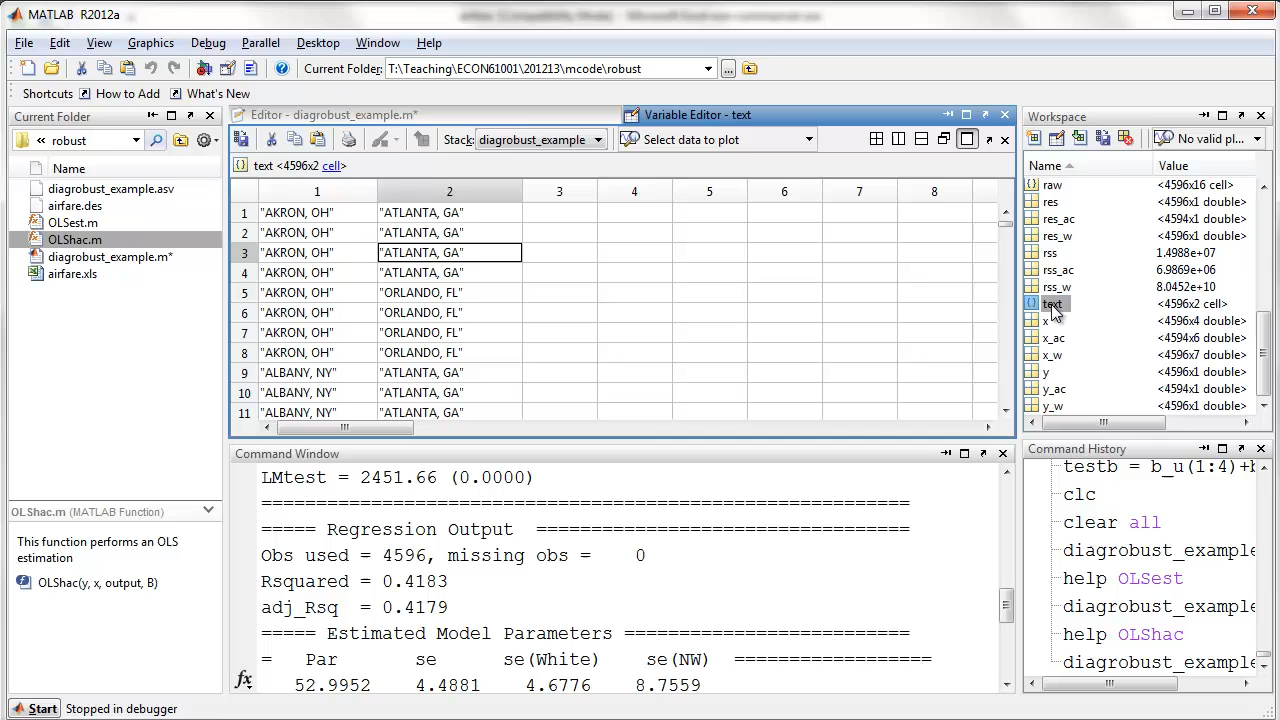 MATLAB R2012a
File Edit View Graphics Debug Parallel Desktop Window Help
Current Folder: T:\Teaching\ECON61001\201213\mcode\robust
Shortcuts How to Add What's New
Current Folder
« robust
Name
diagrobust_example.asv
airfare.des
OLSest.m
OLShac.m
diagrobust_example.m*
airfare.xls
OLShac.m (MATLAB Function)
This function performs an OLS
estimation
OLShac(y, x, output, B)
Editor - diagrobust_example.m*
Variable Editor - text
Stack: diagrobust_example
Select data to plot
text <4596x2 cell>
1 2 3 4 5 6 7 8
1 "AKRON, OH" "ATLANTA, GA"
2 "AKRON, OH" "ATLANTA, GA"
3 "AKRON, OH" "ATLANTA, GA"
4 "AKRON, OH" "ATLANTA, GA"
5 "AKRON, OH" "ORLANDO, FL"
6 "AKRON, OH" "ORLANDO, FL"
7 "AKRON, OH" "ORLANDO, FL"
8 "AKRON, OH" "ORLANDO, FL"
9 "ALBANY, NY" "ATLANTA, GA"
10 "ALBANY, NY" "ATLANTA, GA"
11 "ALBANY, NY" "ATLANTA, GA"
Command Window
LMtest = 2451.66 (0.0000)
===== Regression Output
Obs used = 4596, missing obs = 0
Rsquared = 0.4183
adj_Rsq = 0.4179
===== Estimated Model Parameters
= Par se se(White) se(NW)
52.9952 4.4881 4.6776 8.7559
fx
Workspace
No valid pl...
Name Value
raw <4596x16 cell>
res <4596x1 double>
res_ac <4594x1 double>
res_w <4596x1 double>
rss 1.4988e+07
rss_ac 6.9869e+06
rss_w 8.0452e+10
text <4596x2 cell>
x <4596x4 double>
x_ac <4594x6 double>
x_w <4596x7 double>
y <4596x1 double>
y_ac <4594x1 double>
y_w <4596x1 double>
Command History
testb = b_u(1:4)+b
clc
clear all
diagrobust_example
help OLSest
diagrobust_example
help OLShac
diagrobust_example
Start Stopped in debugger